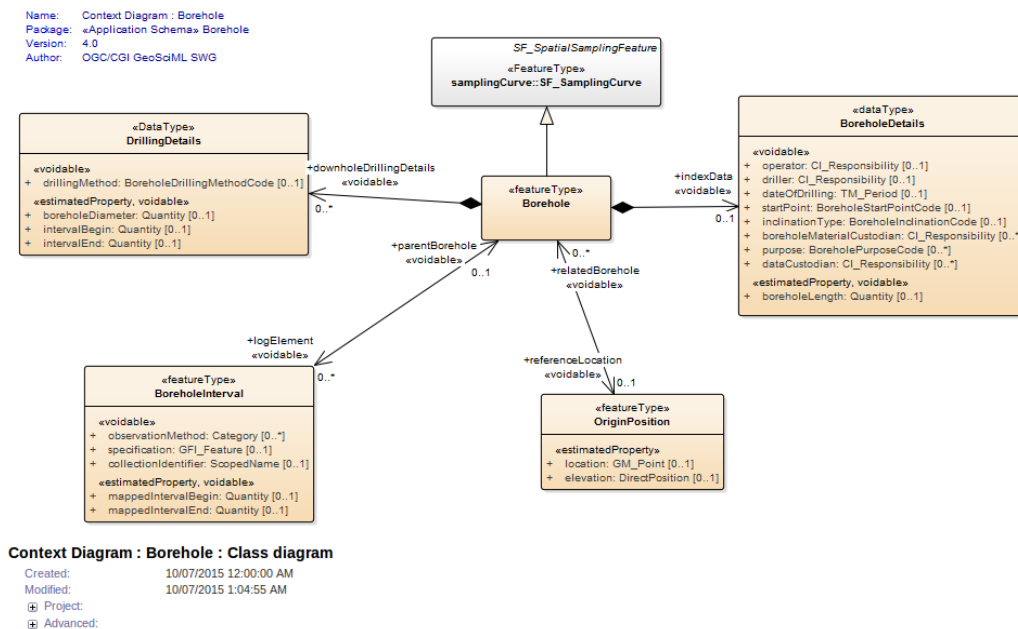 Name: Context Diagram : Borehole
Package: «Application Schema» Borehole
Version: 4.0
Author: OGC/CGI GeoSciML SWG
SF_SpatialSamplingFeature
«FeatureType»
samplingCurve::SF_SamplingCurve
«DataType»
DrillingDetails
«voidable»
+ drillingMethod: BoreholeDrillingMethodCode [0..1]
«estimatedProperty, voidable»
+ boreholeDiameter: Quantity [0..1]
+ intervalBegin: Quantity [0..1]
+ intervalEnd: Quantity [0..1]
+downholeDrillingDetails
«voidable»
0..*
«featureType»
Borehole
+indexData
«voidable»
0..1
«dataType»
BoreholeDetails
«voidable»
+ operator: CI_Responsibility [0..1]
+ driller: CI_Responsibility [0..1]
+ dateOfDrilling: TM_Period [0..1]
+ startPoint: BoreholeStartPointCode [0..1]
+ inclinationType: BoreholeInclinationCode [0..1]
+ boreholeMaterialCustodian: CI_Responsibility [0..*
+ purpose: BoreholePurposeCode [0..*]
+ dataCustodian: CI_Responsibility [0..*]
«estimatedProperty, voidable»
+ boreholeLength: Quantity [0..1]
+parentBorehole
«voidable»
0..1
0..*
+relatedBorehole
«voidable»
+logElement
«voidable»
0..*
+referenceLocation
«voidable»
0..1
«featureType»
BoreholeInterval
«voidable»
+ observationMethod: Category [0..*]
+ specification: GFI_Feature [0..1]
+ collectionIdentifier: ScopedName [0..1]
«estimatedProperty, voidable»
+ mappedIntervalBegin: Quantity [0..1]
+ mappedIntervalEnd: Quantity [0..1]
«featureType»
OriginPosition
«estimatedProperty»
+ location: GM_Point [0..1]
+ elevation: DirectPosition [0..1]
Context Diagram : Borehole : Class diagram
Created: 10/07/2015 12:00:00 AM
Modified: 10/07/2015 1:04:55 AM
Project:
Advanced: